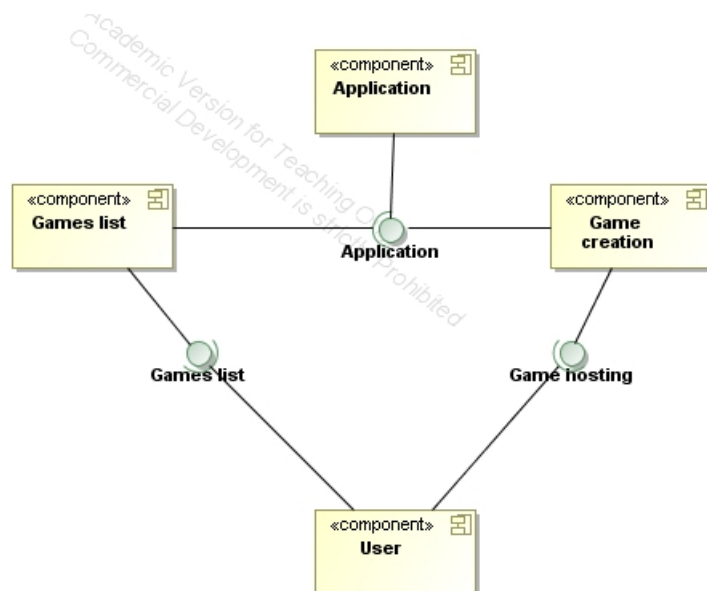 Academic Version for Teaching
Commercial Development is strictly Prohibited
«component»
Application
«component»
Games list
«component»
Game
creation
Application
Games list
Game hosting
«component»
User